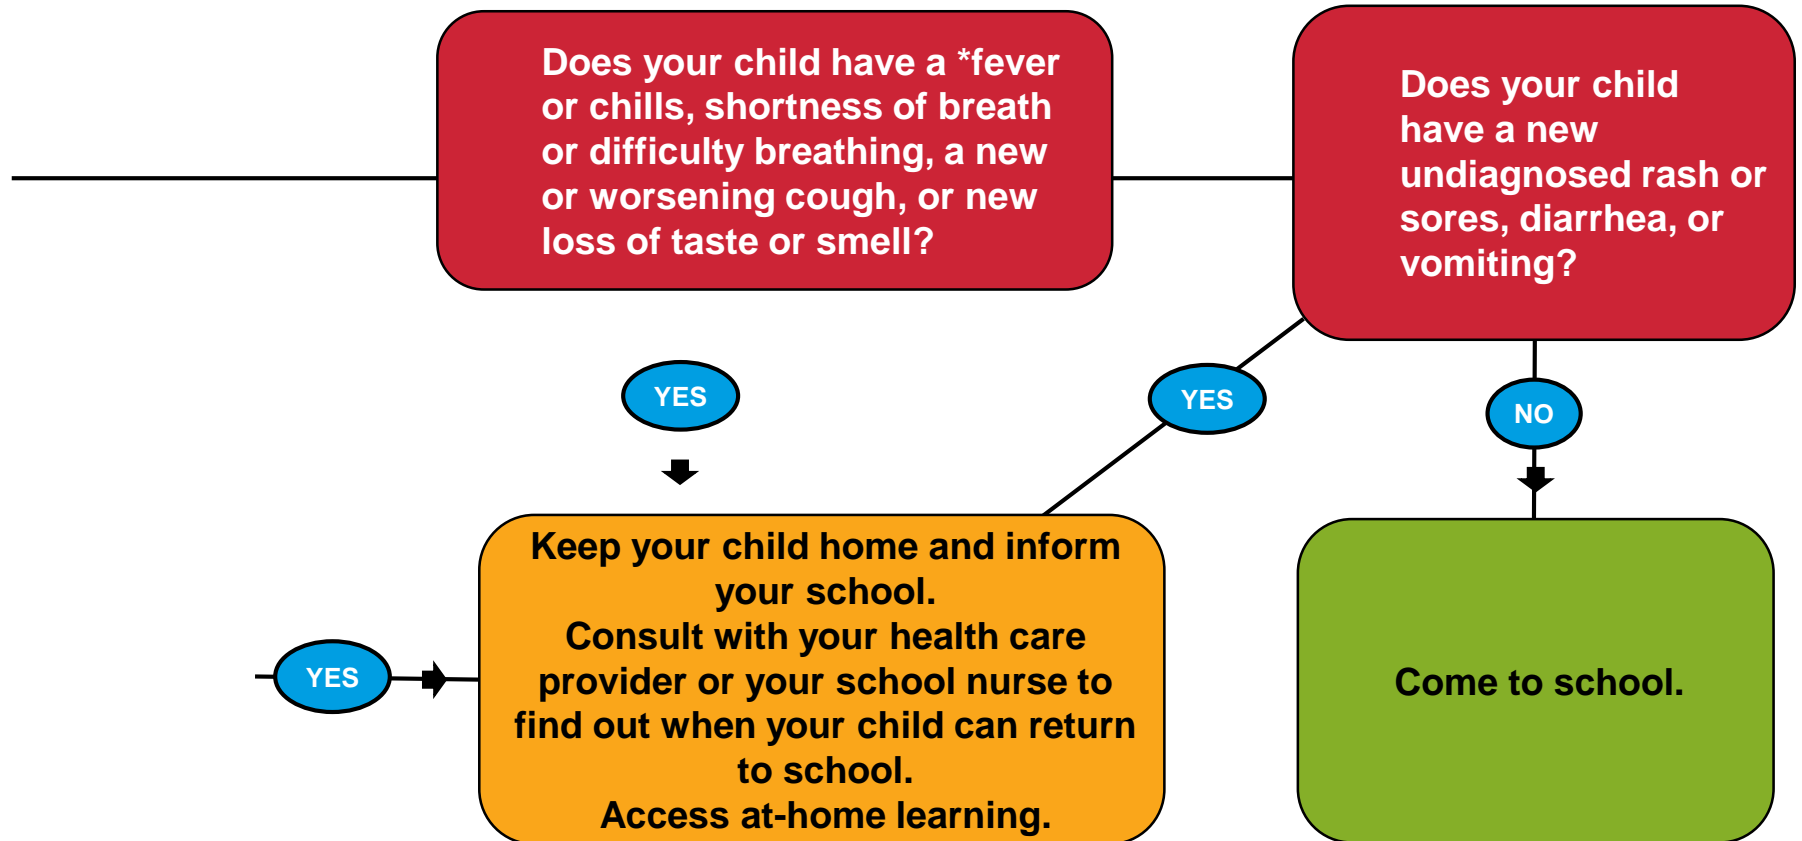 Does your child have a *fever
or chills, shortness of breath
or difficulty breathing, a new
or worsening cough, or new
loss of taste or smell?
Does your child
have a new
undiagnosed rash or
sores, diarrhea, or
vomiting?
YES
YES
NO
Keep your child home and inform
your school.
Consult with your health care
provider or your school nurse to
find out when your child can return
to school.
Access at-home learning.
YES
Come to school.